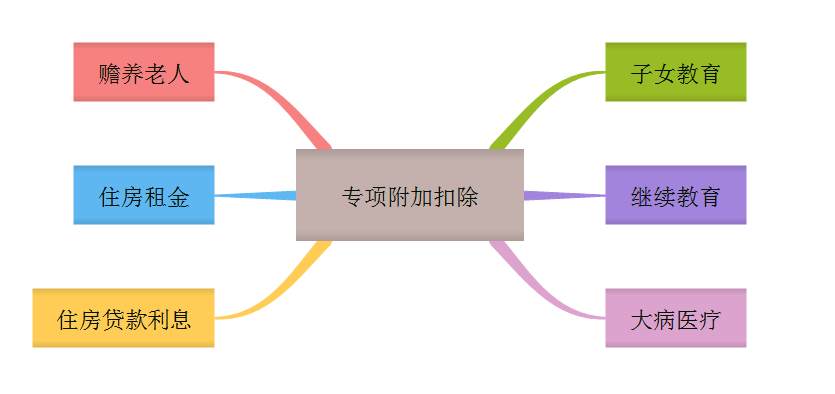 赡养老人
子女教育
住房租金
专项附加扣除
继续教育
住房贷款利息
大病医疗